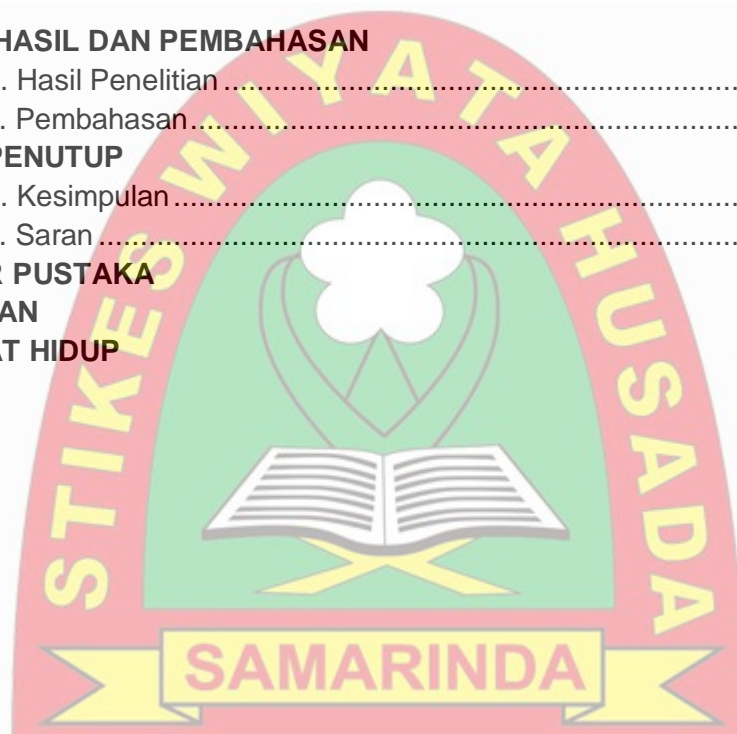 HASIL DAN PEMBAHASAN
. Hasil Penelitian ........................................................................
. Pembahasan............................................................................
PENUTUP
. Kesimpulan ..............................................................................
. Saran .......................................................................................
R PUSTAKA
AN
AT HIDUP
STIKES WIYATA HUSADA
SAMARINDA